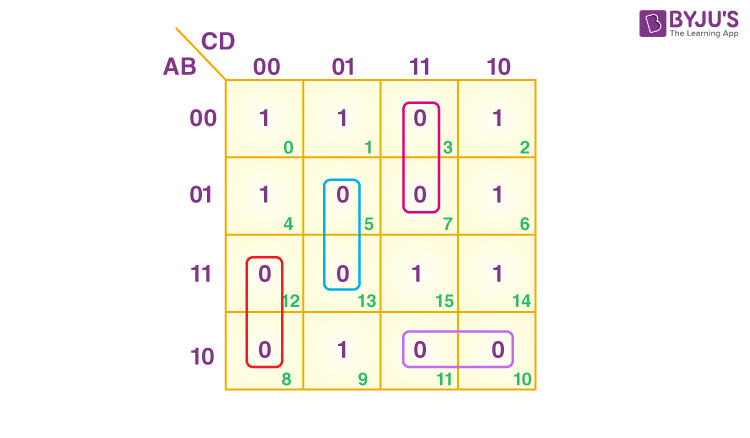 BYJU'S
The Learning App
CD
AB 00 01 11 10
00 1 1 0 1
0 1 3 2
01 1 0 0 1
4 5 7 6
11 0 0 1 1
12 13 15 14
10 0 1 0 0
8 9 11 10